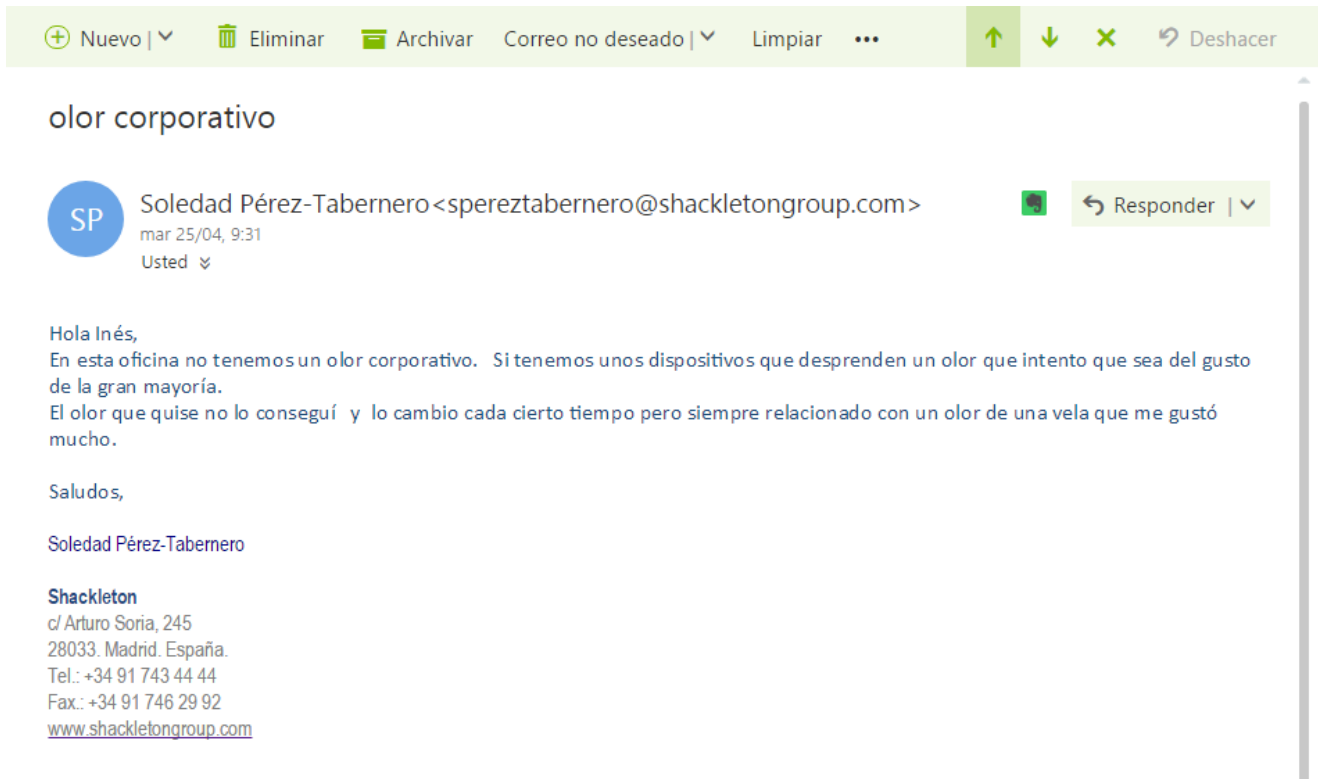 Nuevo | Eliminar Archivar Correo no deseado | Limpiar ••• Deshacer
olor corporativo
SP
Soledad Pérez-Tabernero<spereztabernero@shackletongroup.com>
Responder |
mar 25/04, 9:31
Usted
Hola Inés,
En esta oficina no tenemos un olor corporativo. Si tenemos unos dispositivos que desprenden un olor que intento que sea del gusto
de la gran mayoría.
El olor que quise no lo conseguí y lo cambio cada cierto tiempo pero siempre relacionado con un olor de una vela que me gustó
mucho.
Saludos,
Soledad Pérez-Tabernero
Shackleton
c/ Arturo Soria, 245
28033. Madrid. España.
Tel.: +34 91 743 44 44
Fax.: +34 91 746 29 92
www.shackletongroup.com